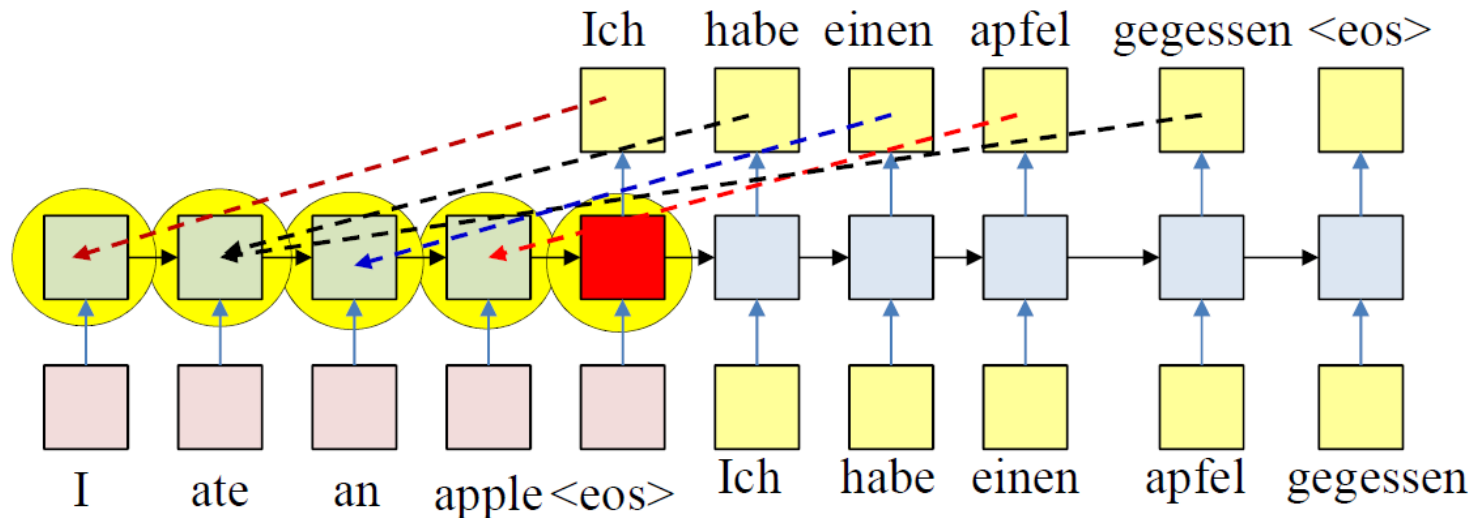 Ich habe einen apfel gegessen <eos>
I ate an apple <eos> Ich habe einen apfel gegessen